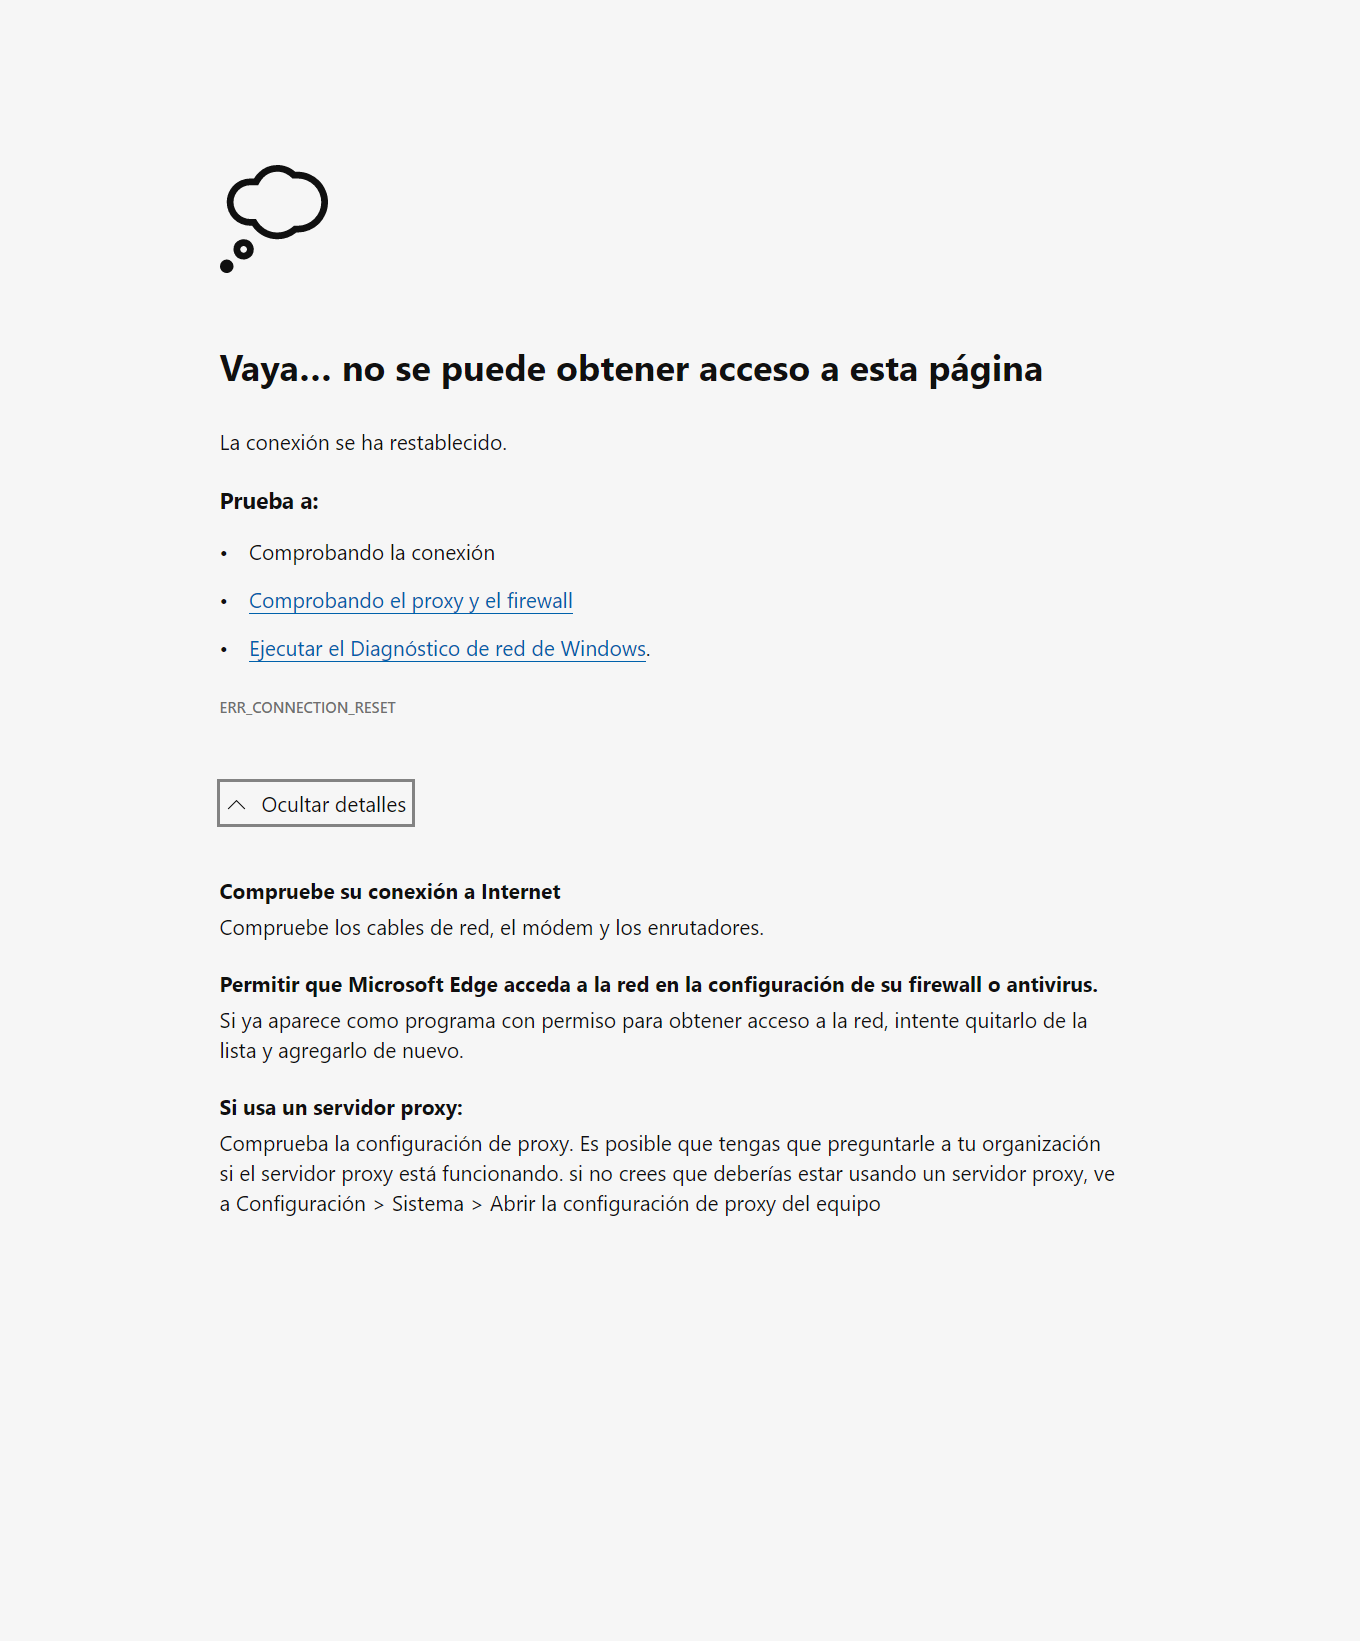 Vaya... no se puede obtener acceso a esta página
La conexión se ha restablecido.
Prueba a:
• Comprobando la conexión
• Comprobando el proxy y el firewall
• Ejecutar el Diagnóstico de red de Windows.
ERR_CONNECTION_RESET
Ocultar detalles
Compruebe su conexión a Internet
Compruebe los cables de red, el módem y los enrutadores.
Permitir que Microsoft Edge acceda a la red en la configuración de su firewall o antivirus.
Si ya aparece como programa con permiso para obtener acceso a la red, intente quitarlo de la
lista y agregarlo de nuevo.
Si usa un servidor proxy:
Comprueba la configuración de proxy. Es posible que tengas que preguntarle a tu organización
si el servidor proxy está funcionando. si no crees que deberías estar usando un servidor proxy, ve
a Configuración > Sistema > Abrir la configuración de proxy del equipo